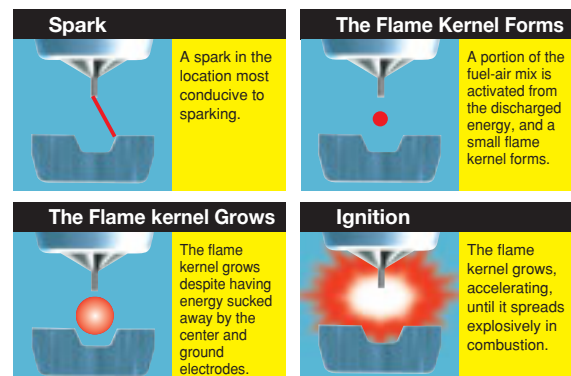 Spark
A spark in the
location most
conducive to
sparking.
The Flame Kernel Forms
A portion of the
fuel-air mix is
activated from
the discharged
energy, and a
small flame
kernel forms.
The Flame kernel Grows
The flame
kernel grows
despite having
energy sucked
away by the
center and
ground
electrodes.
Ignition
The flame
kernel grows,
accelerating,
until it spreads
explosively in
combustion.